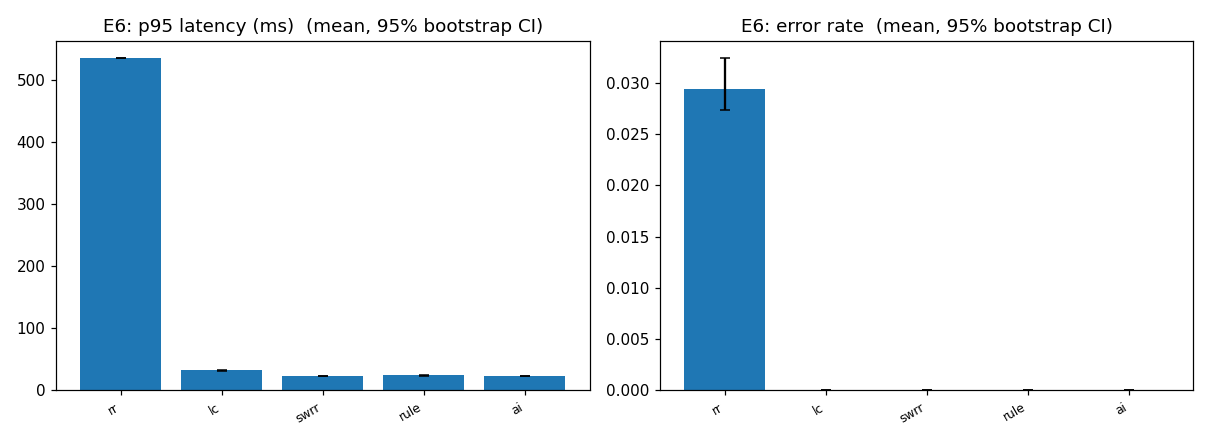 E6: p95 latency (ms)  (mean, 95% bootstrap CI)
500
400
300
200
100
0
rr
lc
swrr
rule
ai
E6: error rate  (mean, 95% bootstrap CI)
0.030
0.025
0.020
0.015
0.010
0.005
0.000
rr
lc
swrr
rule
ai